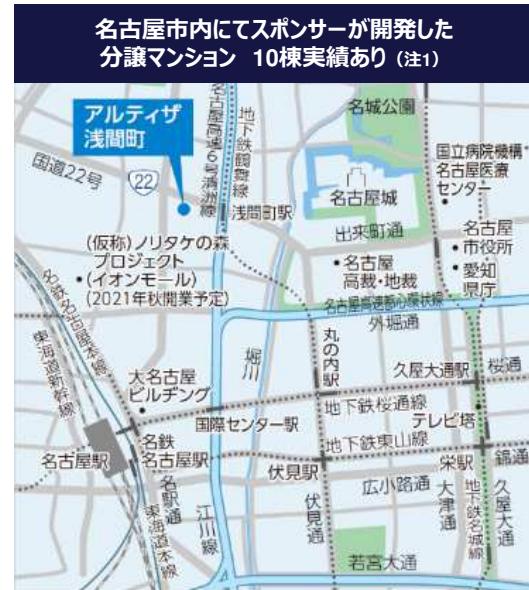 名古屋市内にてスポンサーが開発した
分譲マンション 10棟実績あり（注1）
アルティザ
浅間町
国道22号
22
名古屋高速6号清須線
地下鉄鶴舞線
浅間町駅
名城公園
国立病院機構
名古屋医療
センター
名古屋城
出来町通
名古屋
市役所
名古屋
高裁・地裁
愛知
県庁
(仮称)ノリタケの森
プロジェクト
(イオンモール)
(2021年秋開業予定)
名古屋高速都心環状線
外堀通
名鉄名古屋本線
東海道新幹線
堀川
丸の内駅
久屋大通駅
桜通
大名古屋
ビルヂング
国際センター駅
地下鉄桜通線
テレビ塔
地下鉄東山線
名古屋駅
名鉄
名古屋駅
伏見駅
栄駅
錦通
広小路通
名駅通
東海道本線
江川線
伏見通
大津通
地下鉄名城線
久屋大通
若宮大通